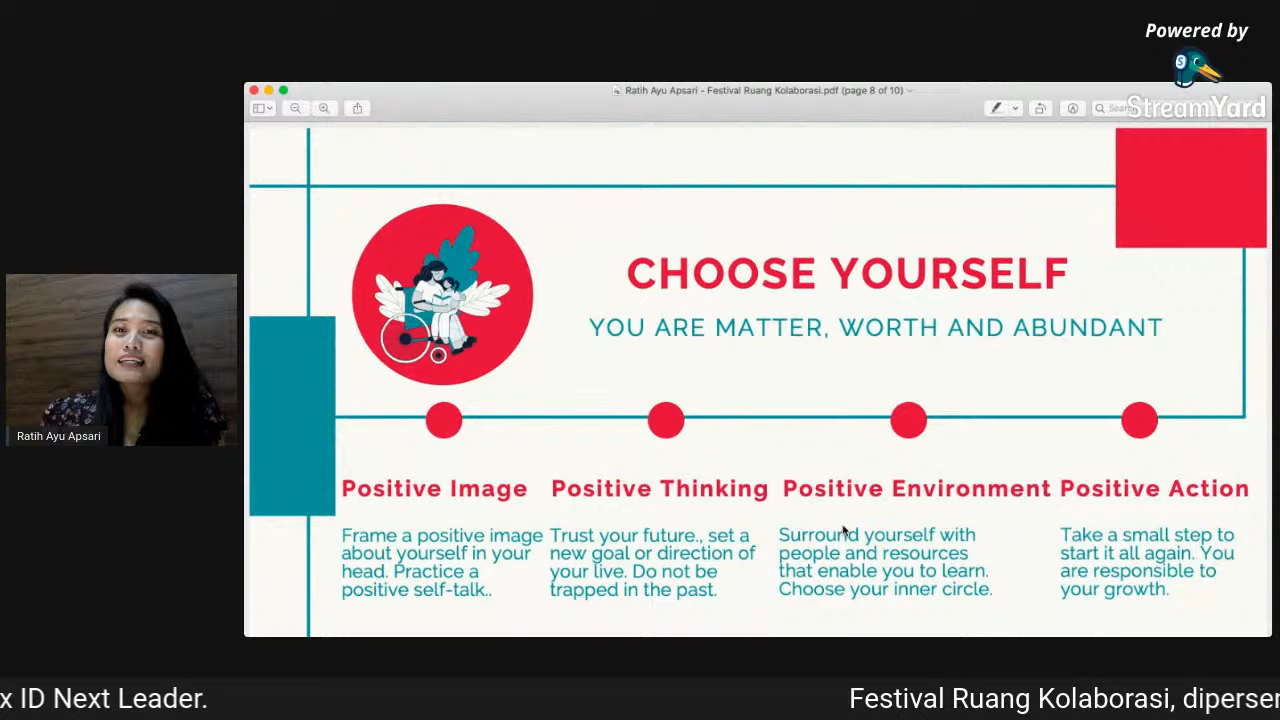 Powered by
StreamYard
Ratih Ayu Apsari - Festival Ruang Kolaborasi.pdf (page 8 of 10)
CHOOSE YOURSELF
YOU ARE MATTER, WORTH AND ABUNDANT
Ratih Ayu Apsari
Positive Image
Frame a positive image
about yourself in your
head. Practice a
positive self-talk..
Positive Thinking
Trust your future., set a
new goal or direction of
your live. Do not be
trapped in the past.
Positive Environment
Surround yourself with
people and resources
that enable you to learn.
Choose your inner circle.
Positive Action
Take a small step to
start it all again. You
are responsible to
your growth.
x ID Next Leader.
Festival Ruang Kolaborasi, diperser